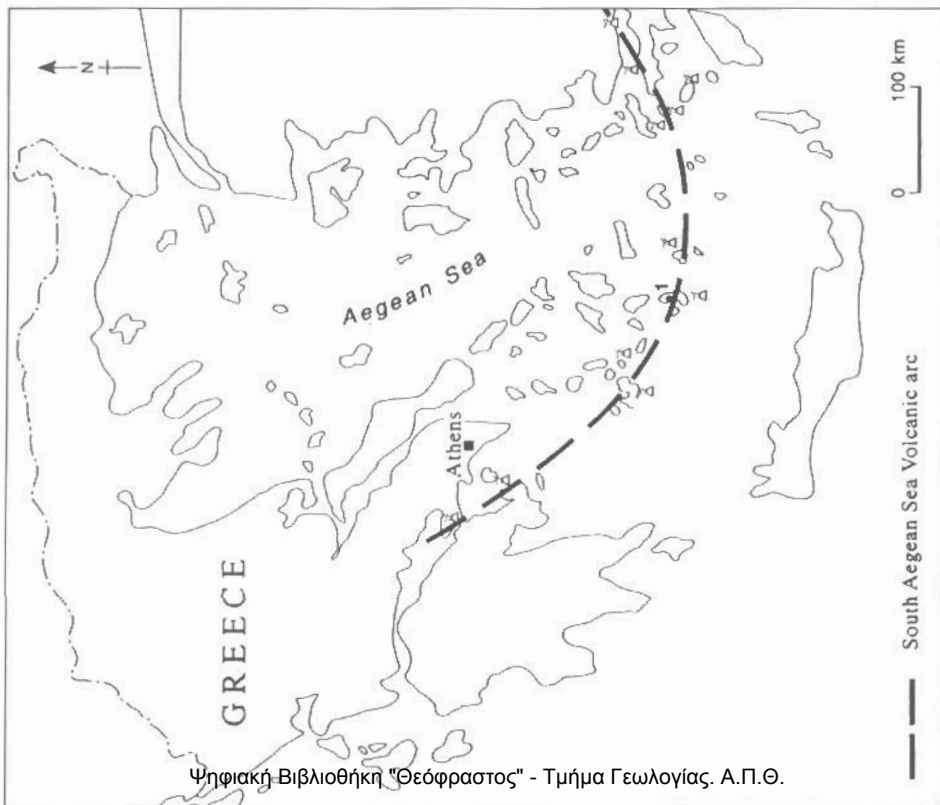 N
GREECE
Aegean Sea
Athens
1
0 100 km
South Aegean Sea Volcanic arc
Ψηφιακή Βιβλιοθήκη "Θεόφραστος" - Τμήμα Γεωλογίας. Α.Π.Θ.